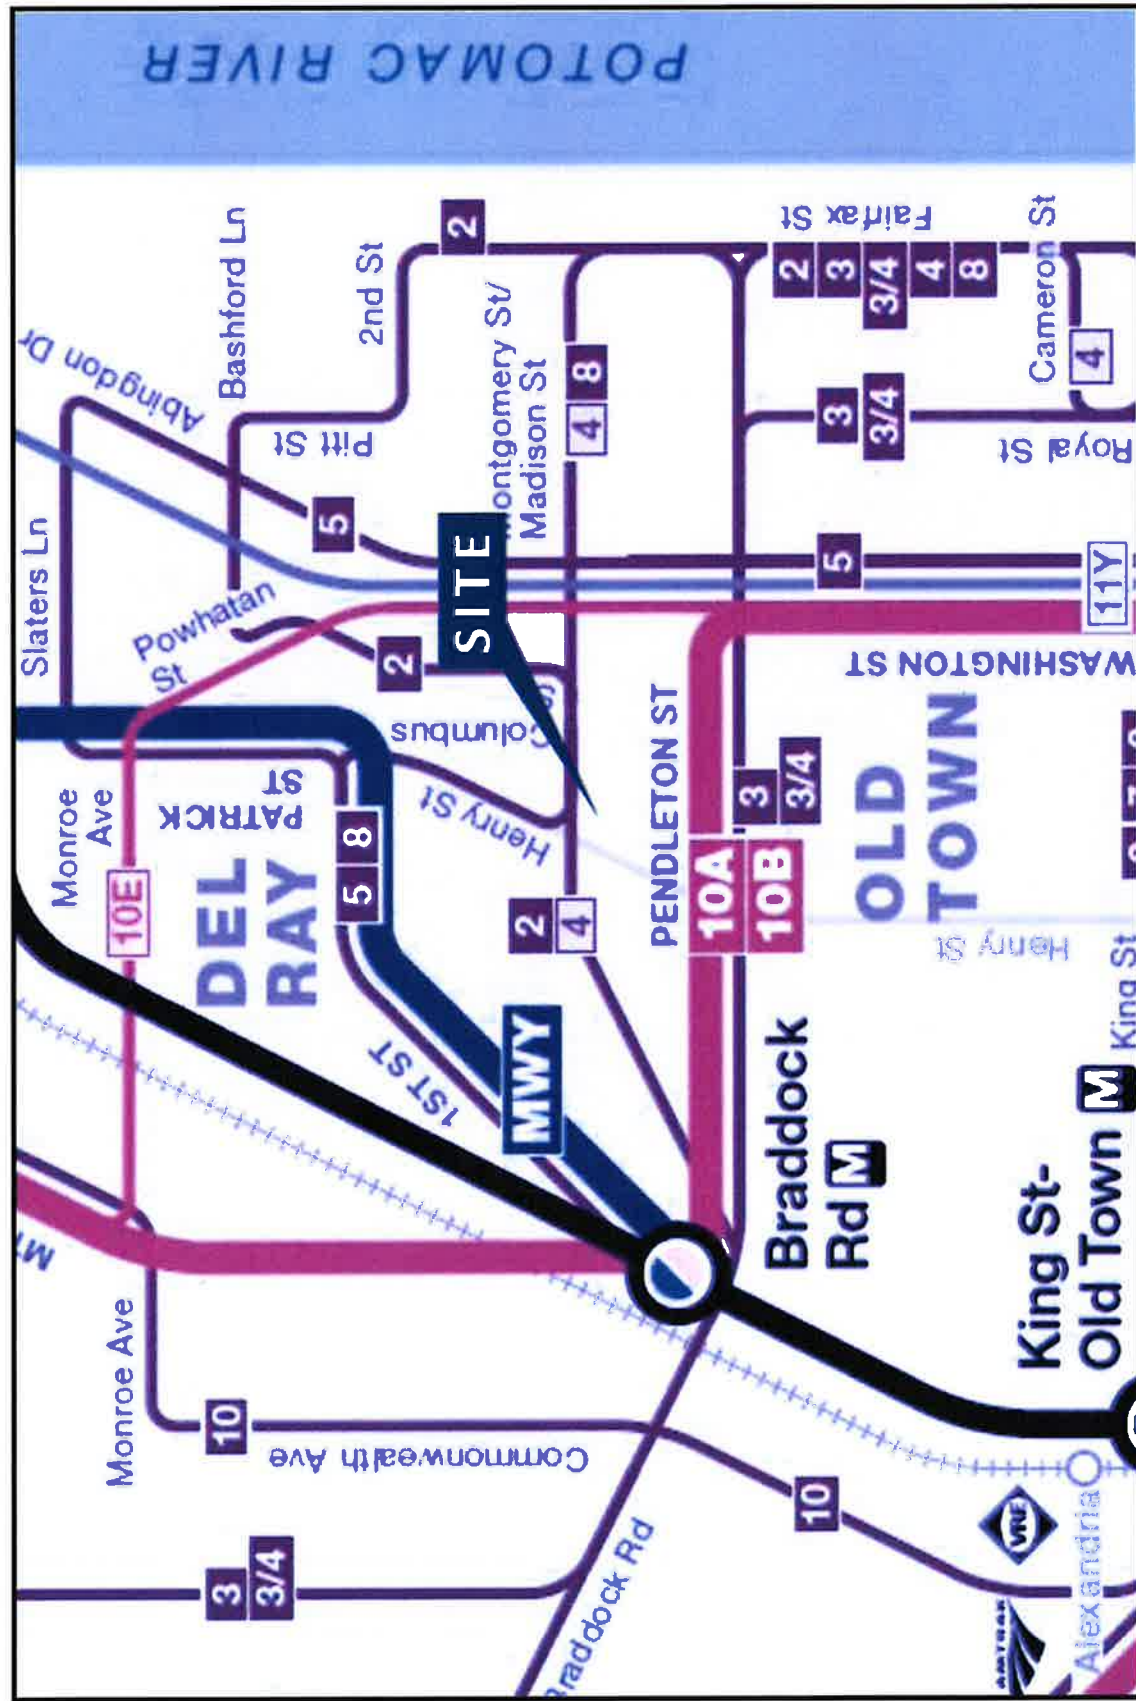 POTOMAC RIVER
Slaters Ln
Abingdon Dr
Bashford Ln
2nd St
2
Pitt St
5
Powhatan
St
2
SITE
ontgomery St/
Madison St
4
8
Fairfax St
2
3
3/4
4
8
Cameron St
4
3
3/4
Royal St
5
11Y
WASHINGTON ST
Columbus
Monroe
Ave
PATRICK
ST
Henry St
10E
DEL
RAY
5
8
2
4
PENDLETON ST
10A
10B
3
3/4
OLD
TOWN
Henry St
King St
1ST ST
MWY
Braddock
Rd M
King St-
Old Town M
Monroe Ave
10
Commonwealth Ave
10
3
3/4
raddock Rd
VRE
AMTRAK
Alexandria